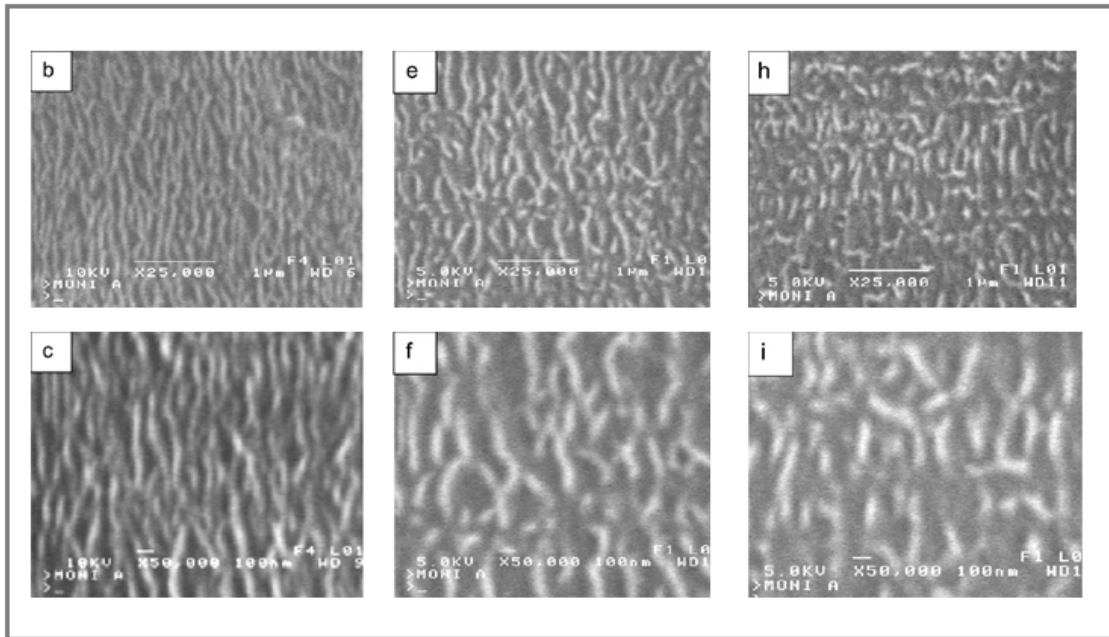 b
F4 L01
10KV X25,000 1µm WD 6
>MONI A
>_
e
F1 L0
5.0KV X25,000 1µm WD1
>MONI A
>_
h
F1 L01
5.0KV X25,000 1µm WD11
>MONI A
>_
c
F4 L01
10KV X50,000 100nm WD 9
>MONI A
>_
f
F1 L0
5.0KV X50,000 100nm WD1
>MONI A
>_
i
F1 L0
5.0KV X50,000 100nm WD1
>MONI A
>_